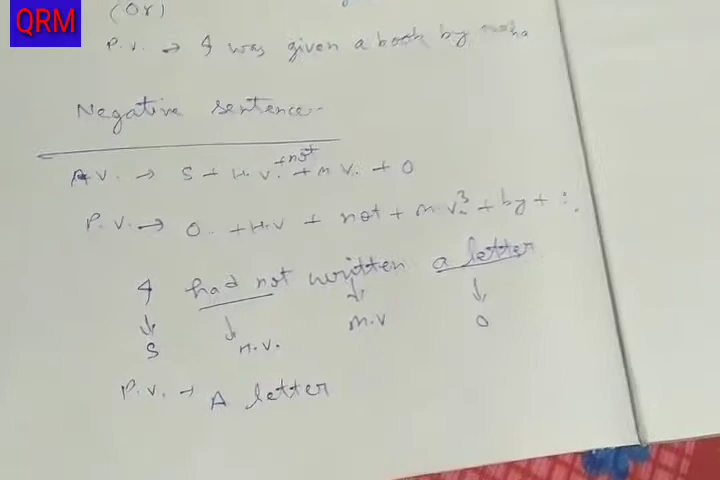 QRM
(Or)
P.V. → I was given a book by
Negative sentence-
+not
A.V. → S + H.V. + M.V. + O
P.V. → O. + H.V + not + M.V³. + by + S.
I had not written a letter
↓ ↓ ↓ ↓
S H.V. M.V O
P.V. → A letter